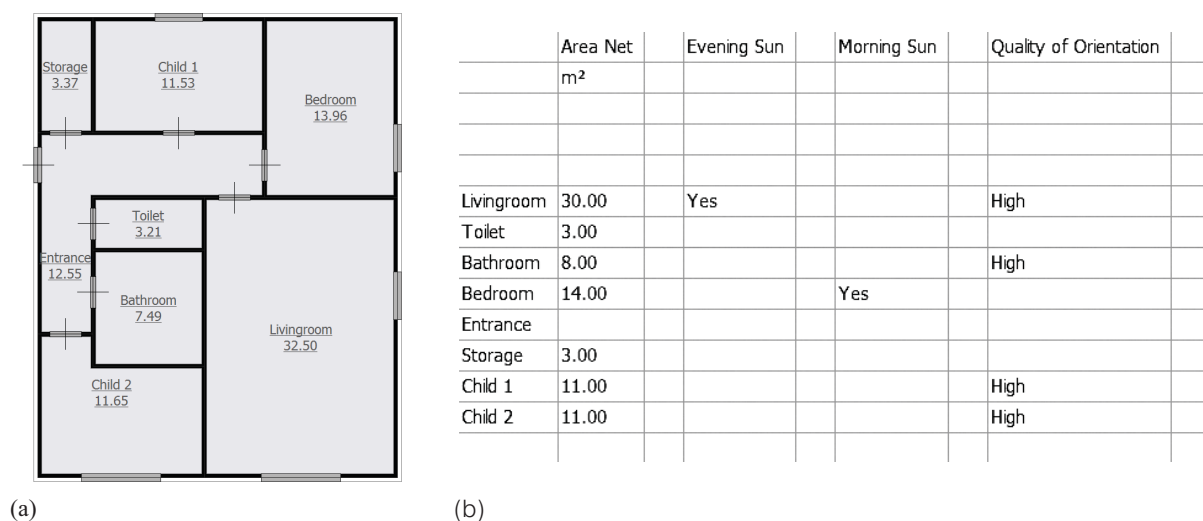 Storage
3.37
Child 1
11.53
Bedroom
13.96
Toilet
3.21
Entrance
12.55
Bathroom
7.49
Livingroom
32.50
Child 2
11.65
(a)
Area Net Evening Sun Morning Sun Quality of Orientation
m²
Livingroom 30.00 Yes High
Toilet 3.00
Bathroom 8.00 High
Bedroom 14.00 Yes
Entrance
Storage 3.00
Child 1 11.00 High
Child 2 11.00 High
(b)